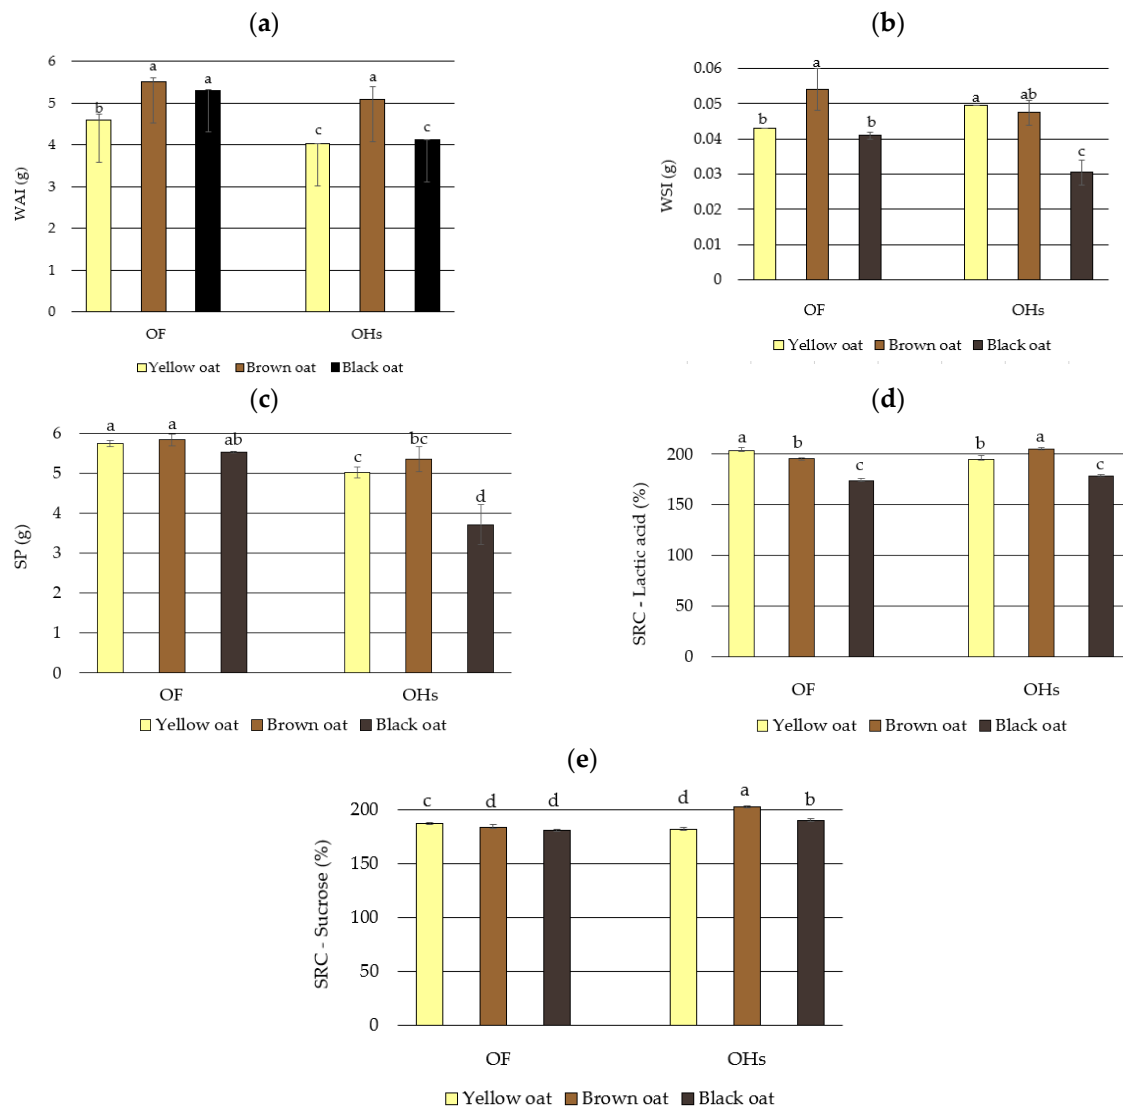 (a)
6
5
4
3
2
1
0
WAI (g)
b a a c a c
OF OHs
Yellow oat Brown oat Black oat
(b)
0.06
0.05
0.04
0.03
0.02
0.01
0
WSI (g)
b a b a ab c
OF OHs
Yellow oat Brown oat Black oat
(c)
6
5
4
3
2
1
0
SP (g)
a a ab c bc d
OF OHs
Yellow oat Brown oat Black oat
(d)
200
150
100
50
0
SRC - Lactic acid (%)
a b c b a c
OF OHs
Yellow oat Brown oat Black oat
(e)
200
150
100
50
0
SRC - Sucrose (%)
c d d d a b
OF OHs
Yellow oat Brown oat Black oat